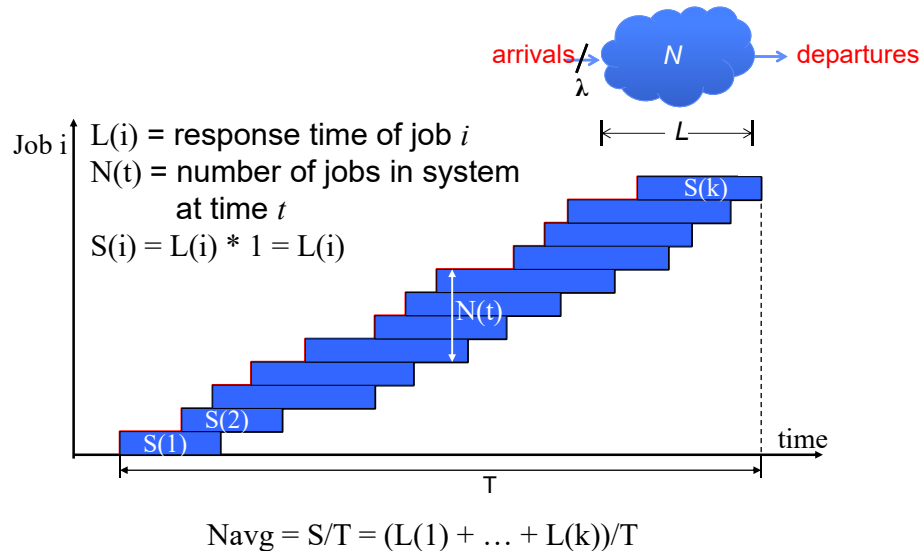 arrivals
N
departures
λ
L
Job i
L(i) = response time of job i
N(t) = number of jobs in system
at time t
S(i) = L(i) * 1 = L(i)
S(k)
N(t)
S(2)
S(1)
time
T
Navg = S/T = (L(1) + … + L(k))/T